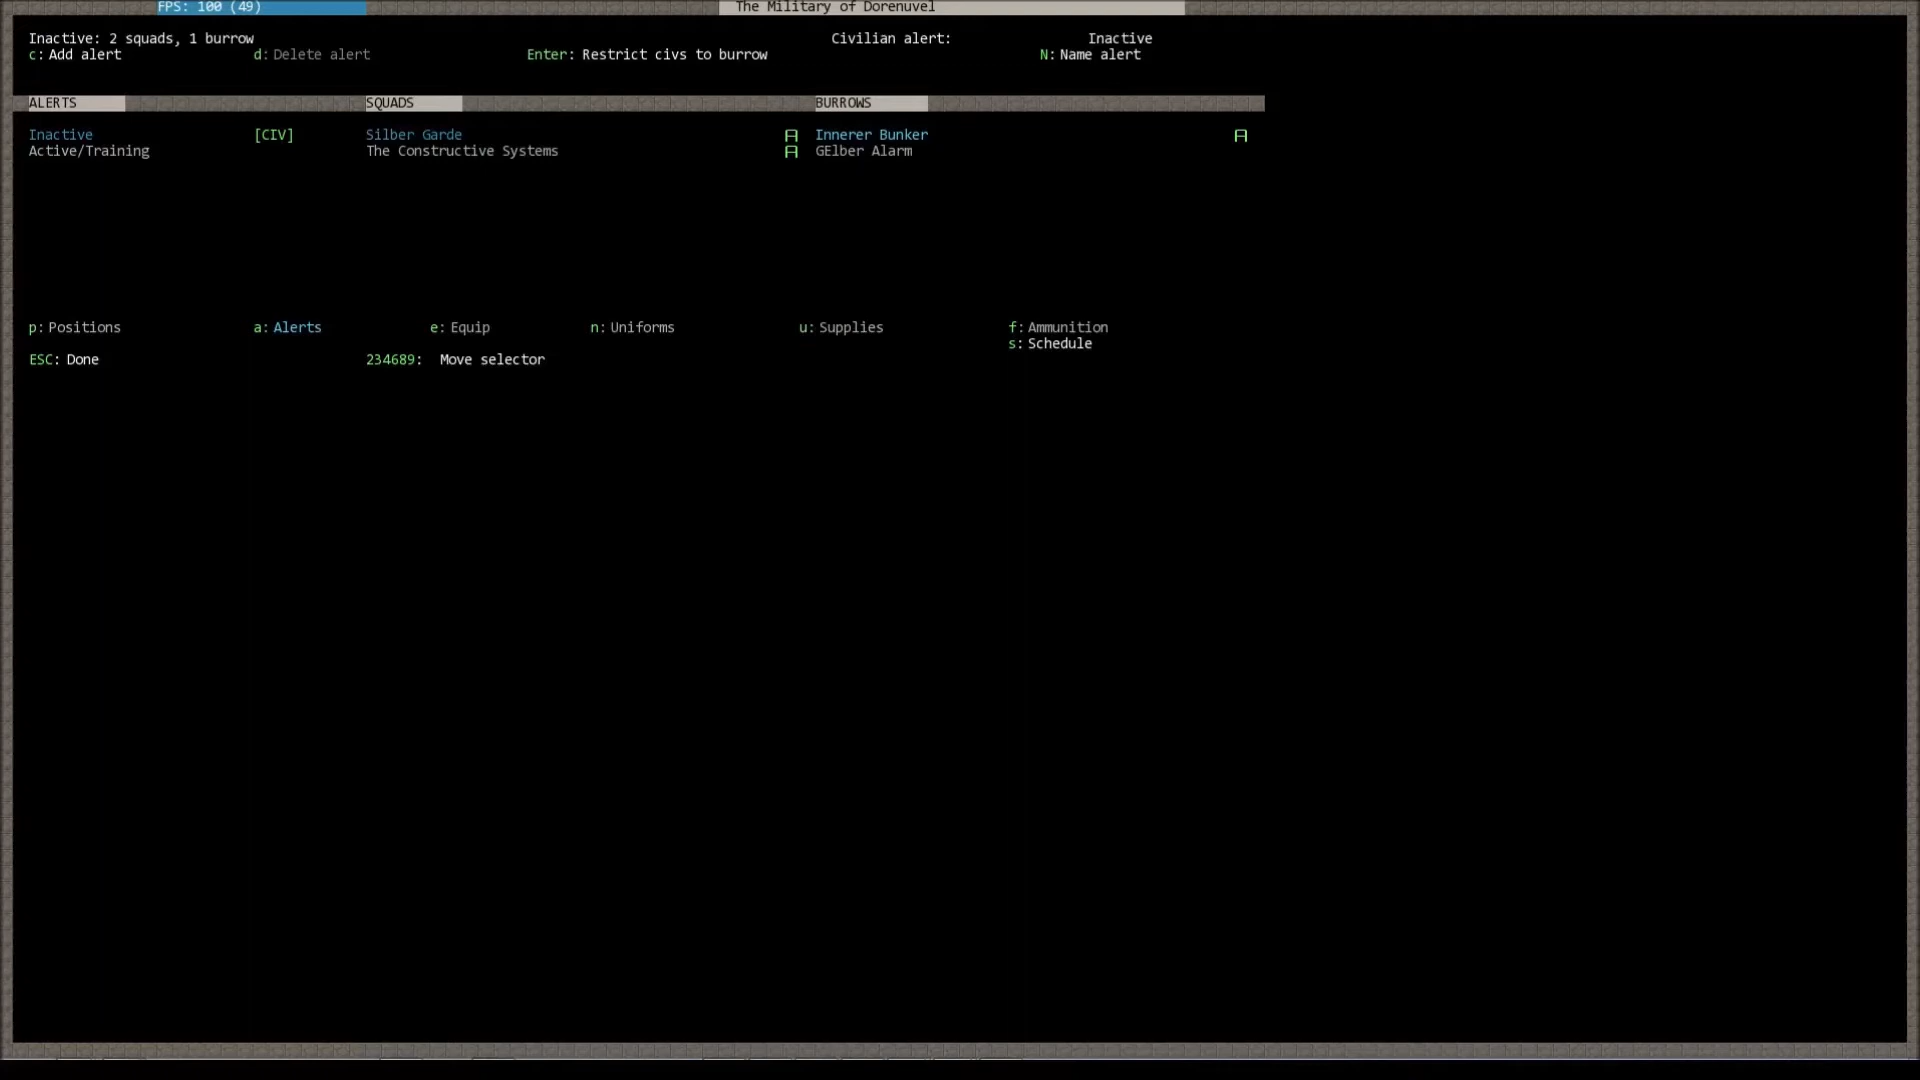 FPS: 100 (49) The Military of Dorenuvel
Inactive: 2 squads, 1 burrow Civilian alert: Inactive
c: Add alert d: Delete alert Enter: Restrict civs to burrow N: Name alert
ALERTS SQUADS BURROWS
Inactive [CIV] Silber Garde A Innerer Bunker A
Active/Training The Constructive Systems A GElber Alarm
p: Positions a: Alerts e: Equip n: Uniforms u: Supplies f: Ammunition
s: Schedule
ESC: Done 234689: Move selector